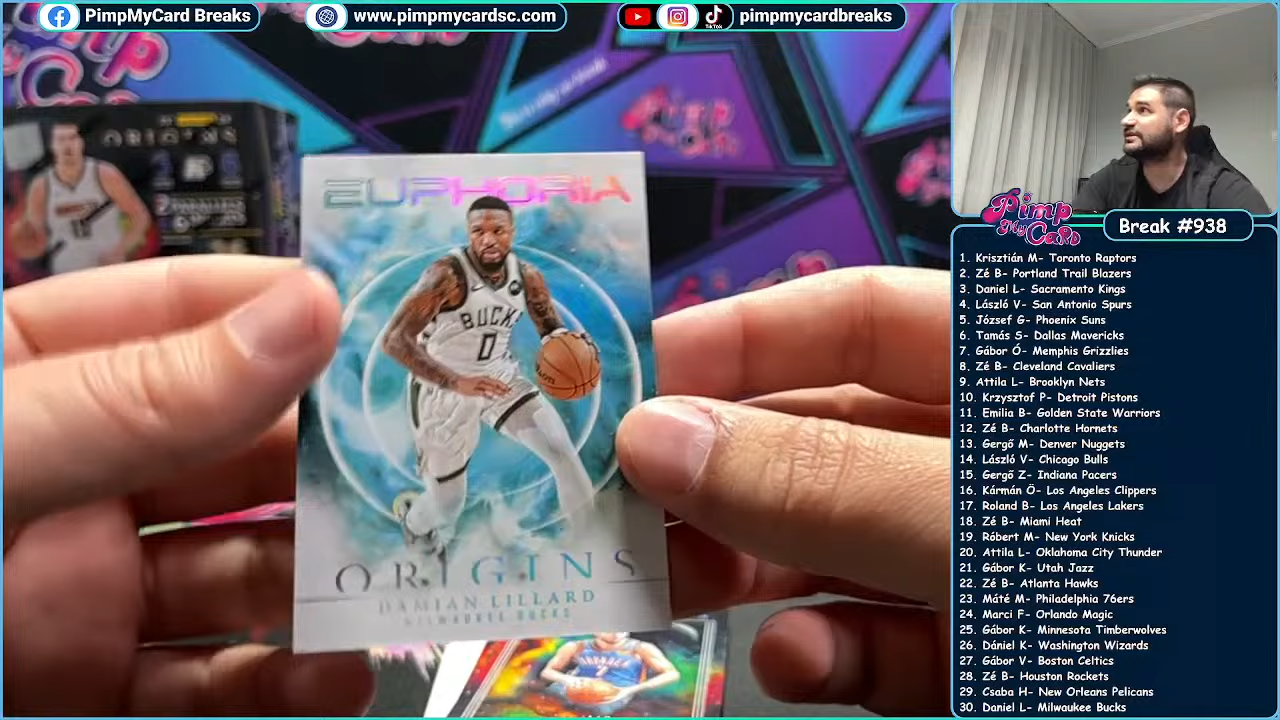 PimpMyCard Breaks
www.pimpmycardsc.com
TikTok
pimpmycardbreaks
ORIGINS
EUPHORIA
BUCKS
0
ORIGINS
DAMIAN LILLARD
MILWAUKEE BUCKS
Pimp
My
Card
Break #938
1. Krisztián M- Toronto Raptors
2. Zé B- Portland Trail Blazers
3. Daniel L- Sacramento Kings
4. László V- San Antonio Spurs
5. József G- Phoenix Suns
6. Tamás S- Dallas Mavericks
7. Gábor Ó- Memphis Grizzlies
8. Zé B- Cleveland Cavaliers
9. Attila L- Brooklyn Nets
10. Krzysztof P- Detroit Pistons
11. Emilia B- Golden State Warriors
12. Zé B- Charlotte Hornets
13. Gergő M- Denver Nuggets
14. László V- Chicago Bulls
15. Gergő Z- Indiana Pacers
16. Kármán Ö- Los Angeles Clippers
17. Roland B- Los Angeles Lakers
18. Zé B- Miami Heat
19. Róbert M- New York Knicks
20. Attila L- Oklahoma City Thunder
21. Gábor K- Utah Jazz
22. Zé B- Atlanta Hawks
23. Máté M- Philadelphia 76ers
24. Marci F- Orlando Magic
25. Gábor K- Minnesota Timberwolves
26. Dániel K- Washington Wizards
27. Gábor V- Boston Celtics
28. Zé B- Houston Rockets
29. Csaba H- New Orleans Pelicans
30. Daniel L- Milwaukee Bucks